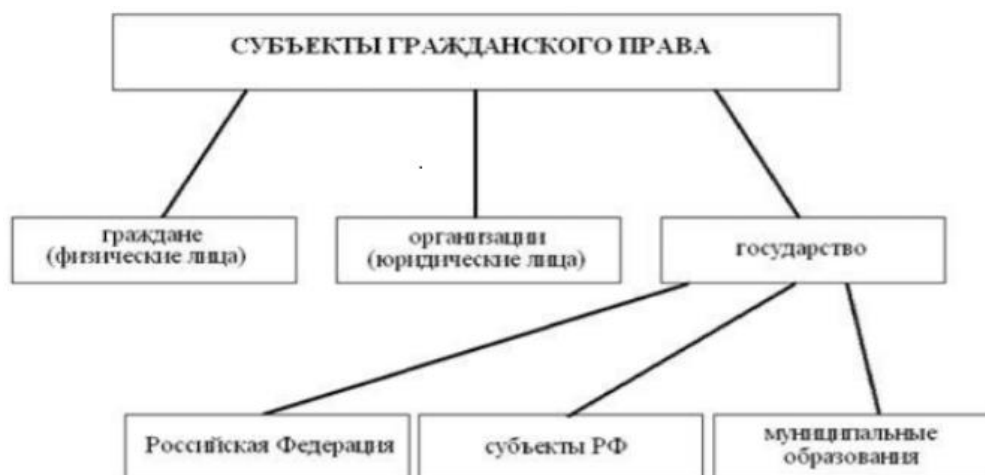 СУБЪЕКТЫ ГРАЖДАНСКОГО ПРАВА
граждане
(физические лица)
организации
(юридические лица)
государство
Российская Федерация
субъекты РФ
муниципальные
образования